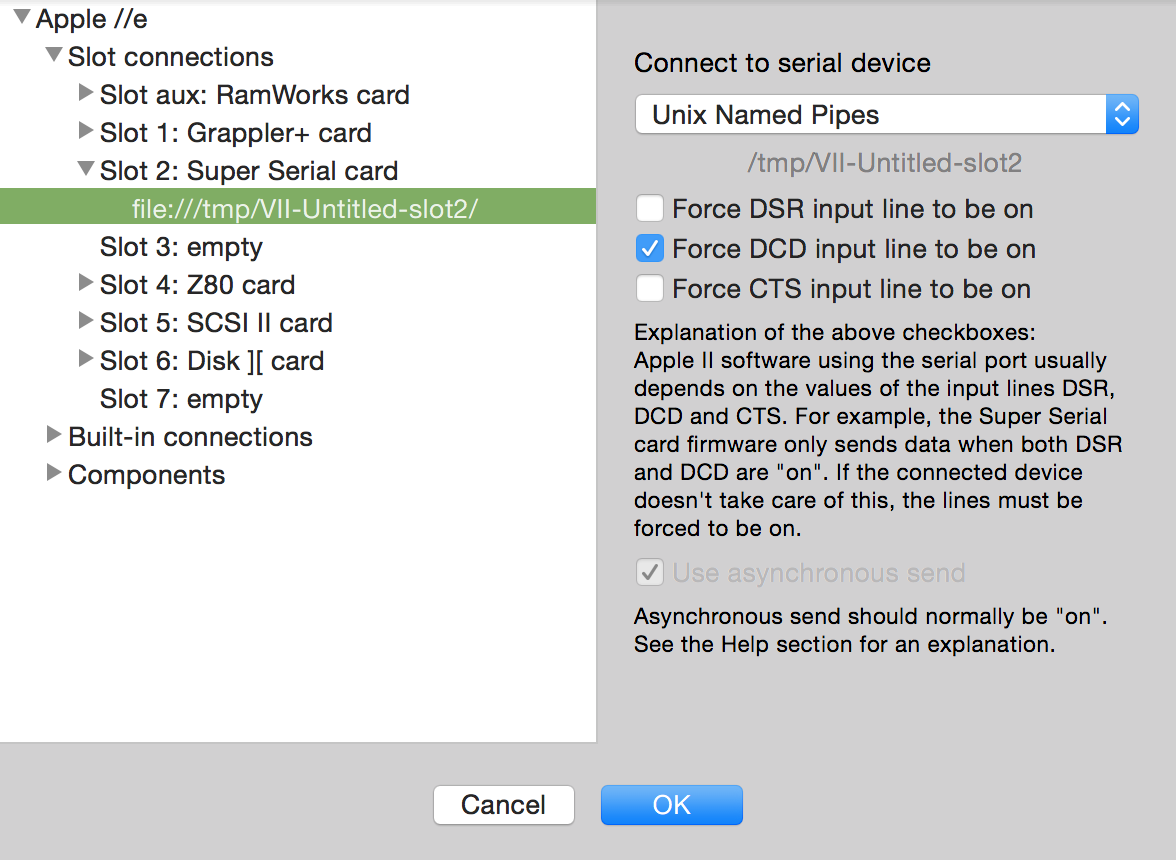 Apple //e
Slot connections
Slot aux: RamWorks card
Slot 1: Grappler+ card
Slot 2: Super Serial card
file:///tmp/VII-Untitled-slot2/
Slot 3: empty
Slot 4: Z80 card
Slot 5: SCSI II card
Slot 6: Disk ][ card
Slot 7: empty
Built-in connections
Components
Connect to serial device
Unix Named Pipes
/tmp/VII-Untitled-slot2
Force DSR input line to be on
Force DCD input line to be on
Force CTS input line to be on
Explanation of the above checkboxes:
Apple II software using the serial port usually
depends on the values of the input lines DSR,
DCD and CTS. For example, the Super Serial
card firmware only sends data when both DSR
and DCD are "on". If the connected device
doesn't take care of this, the lines must be
forced to be on.
Use asynchronous send
Asynchronous send should normally be "on".
See the Help section for an explanation.
Cancel
OK